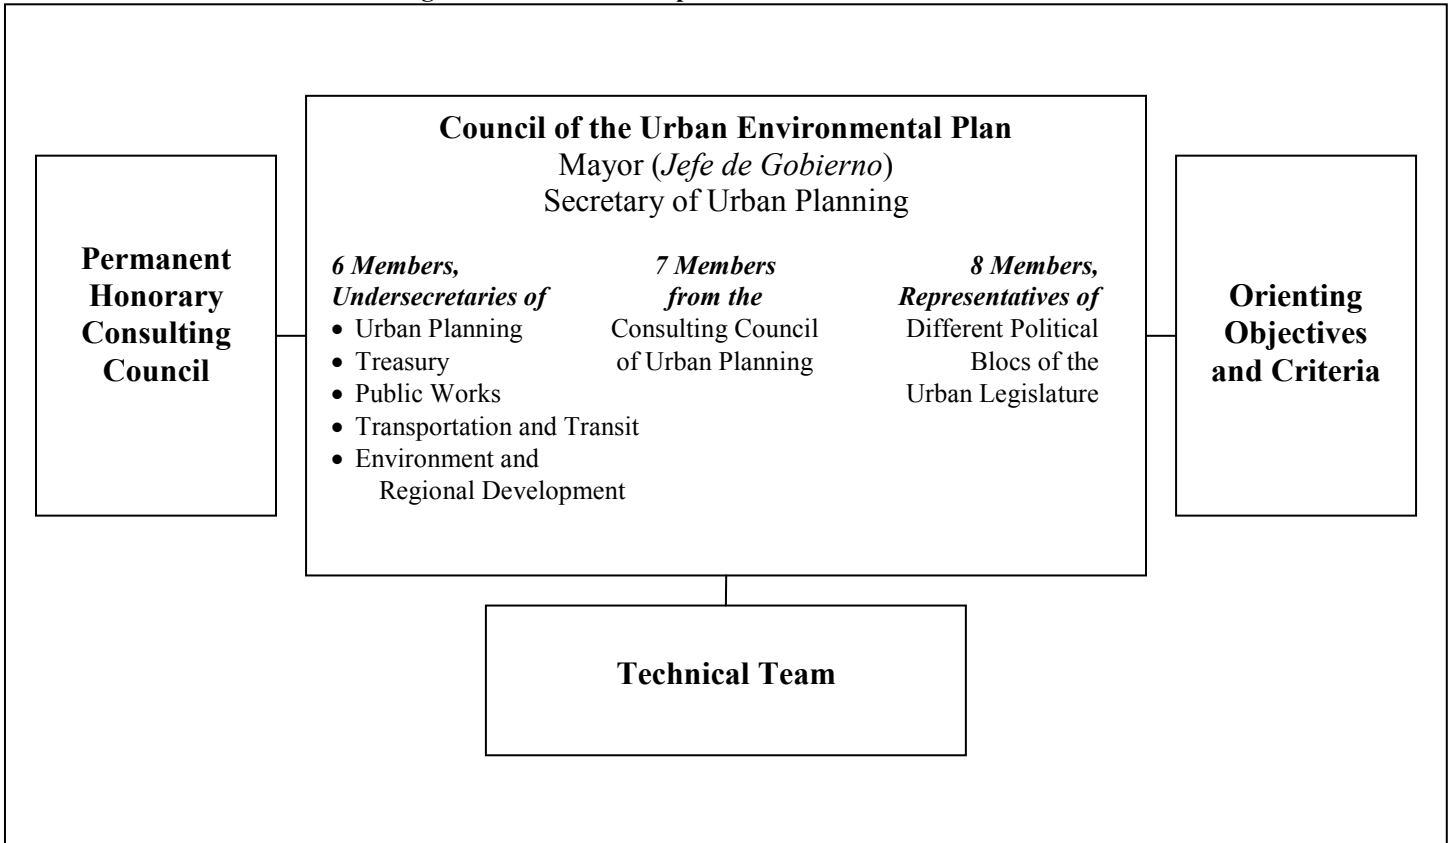 Council of the Urban Environmental Plan
Mayor (Jefe de Gobierno)
Secretary of Urban Planning
Permanent
Honorary
Consulting
Council
6 Members,
Undersecretaries of
• Urban Planning
• Treasury
• Public Works
• Transportation and Transit
• Environment and
Regional Development
7 Members
from the
Consulting Council
of Urban Planning
8 Members,
Representatives of
Different Political
Blocs of the
Urban Legislature
Orienting
Objectives
and Criteria
Technical Team